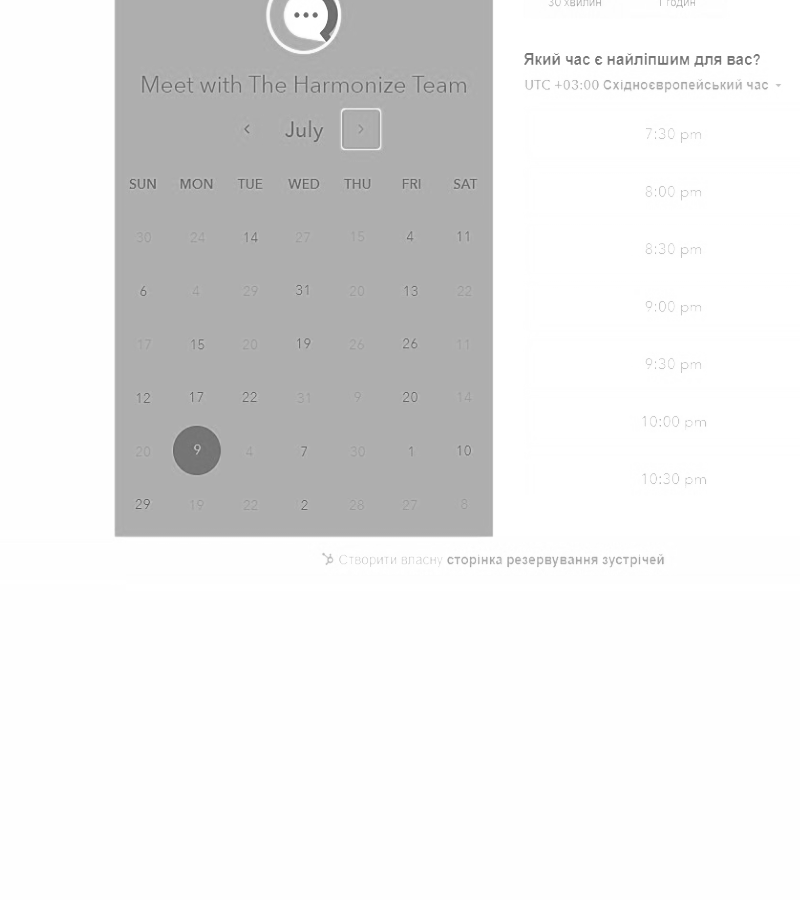 30 хвилин 1 годин
Meet with The Harmonize Team
July
SUN MON TUE WED THU FRI SAT
30 24 14 27 15 4 11
6 4 29 31 20 13 22
17 15 20 19 26 26 11
12 17 22 31 9 20 14
20 9 4 7 30 1 10
29 19 22 2 28 27 8
Який час є найліпшим для вас?
UTC +03:00 Східноєвропейський час
7:30 pm
8:00 pm
8:30 pm
9:00 pm
9:30 pm
10:00 pm
10:30 pm
Створити власну сторінка резервування зустрічей